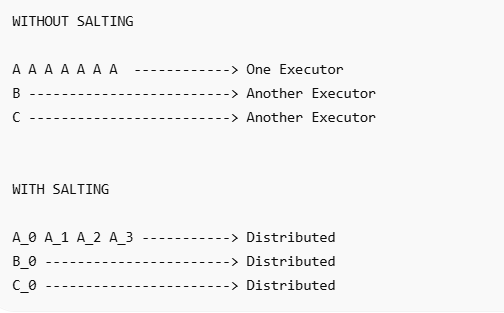 WITHOUT SALTING
A A A A A A A ------------> One Executor
B -------------------------> Another Executor
C -------------------------> Another Executor
WITH SALTING
A_0 A_1 A_2 A_3 -----------> Distributed
B_0 -----------------------> Distributed
C_0 -----------------------> Distributed